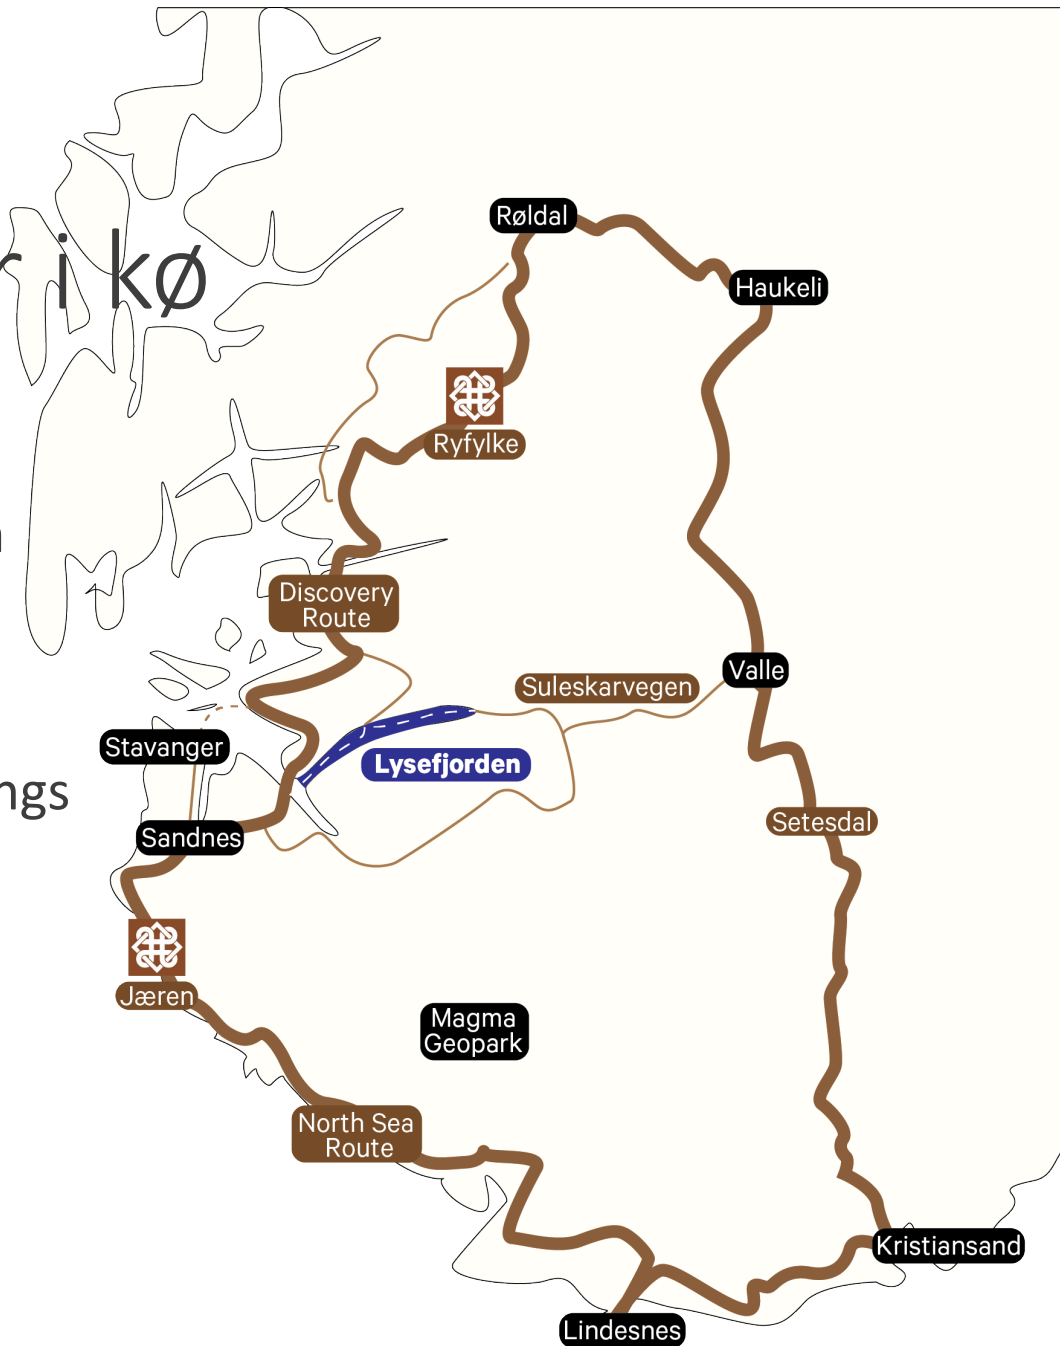 Røldal
i kø
Haukeli
Ryfylke
Discovery
Route
Valle
Suleskarvegen
Stavanger
Lysefjorden
Setesdal
Sandnes
Jæren
Magma
Geopark
North Sea
Route
Kristiansand
Lindesnes